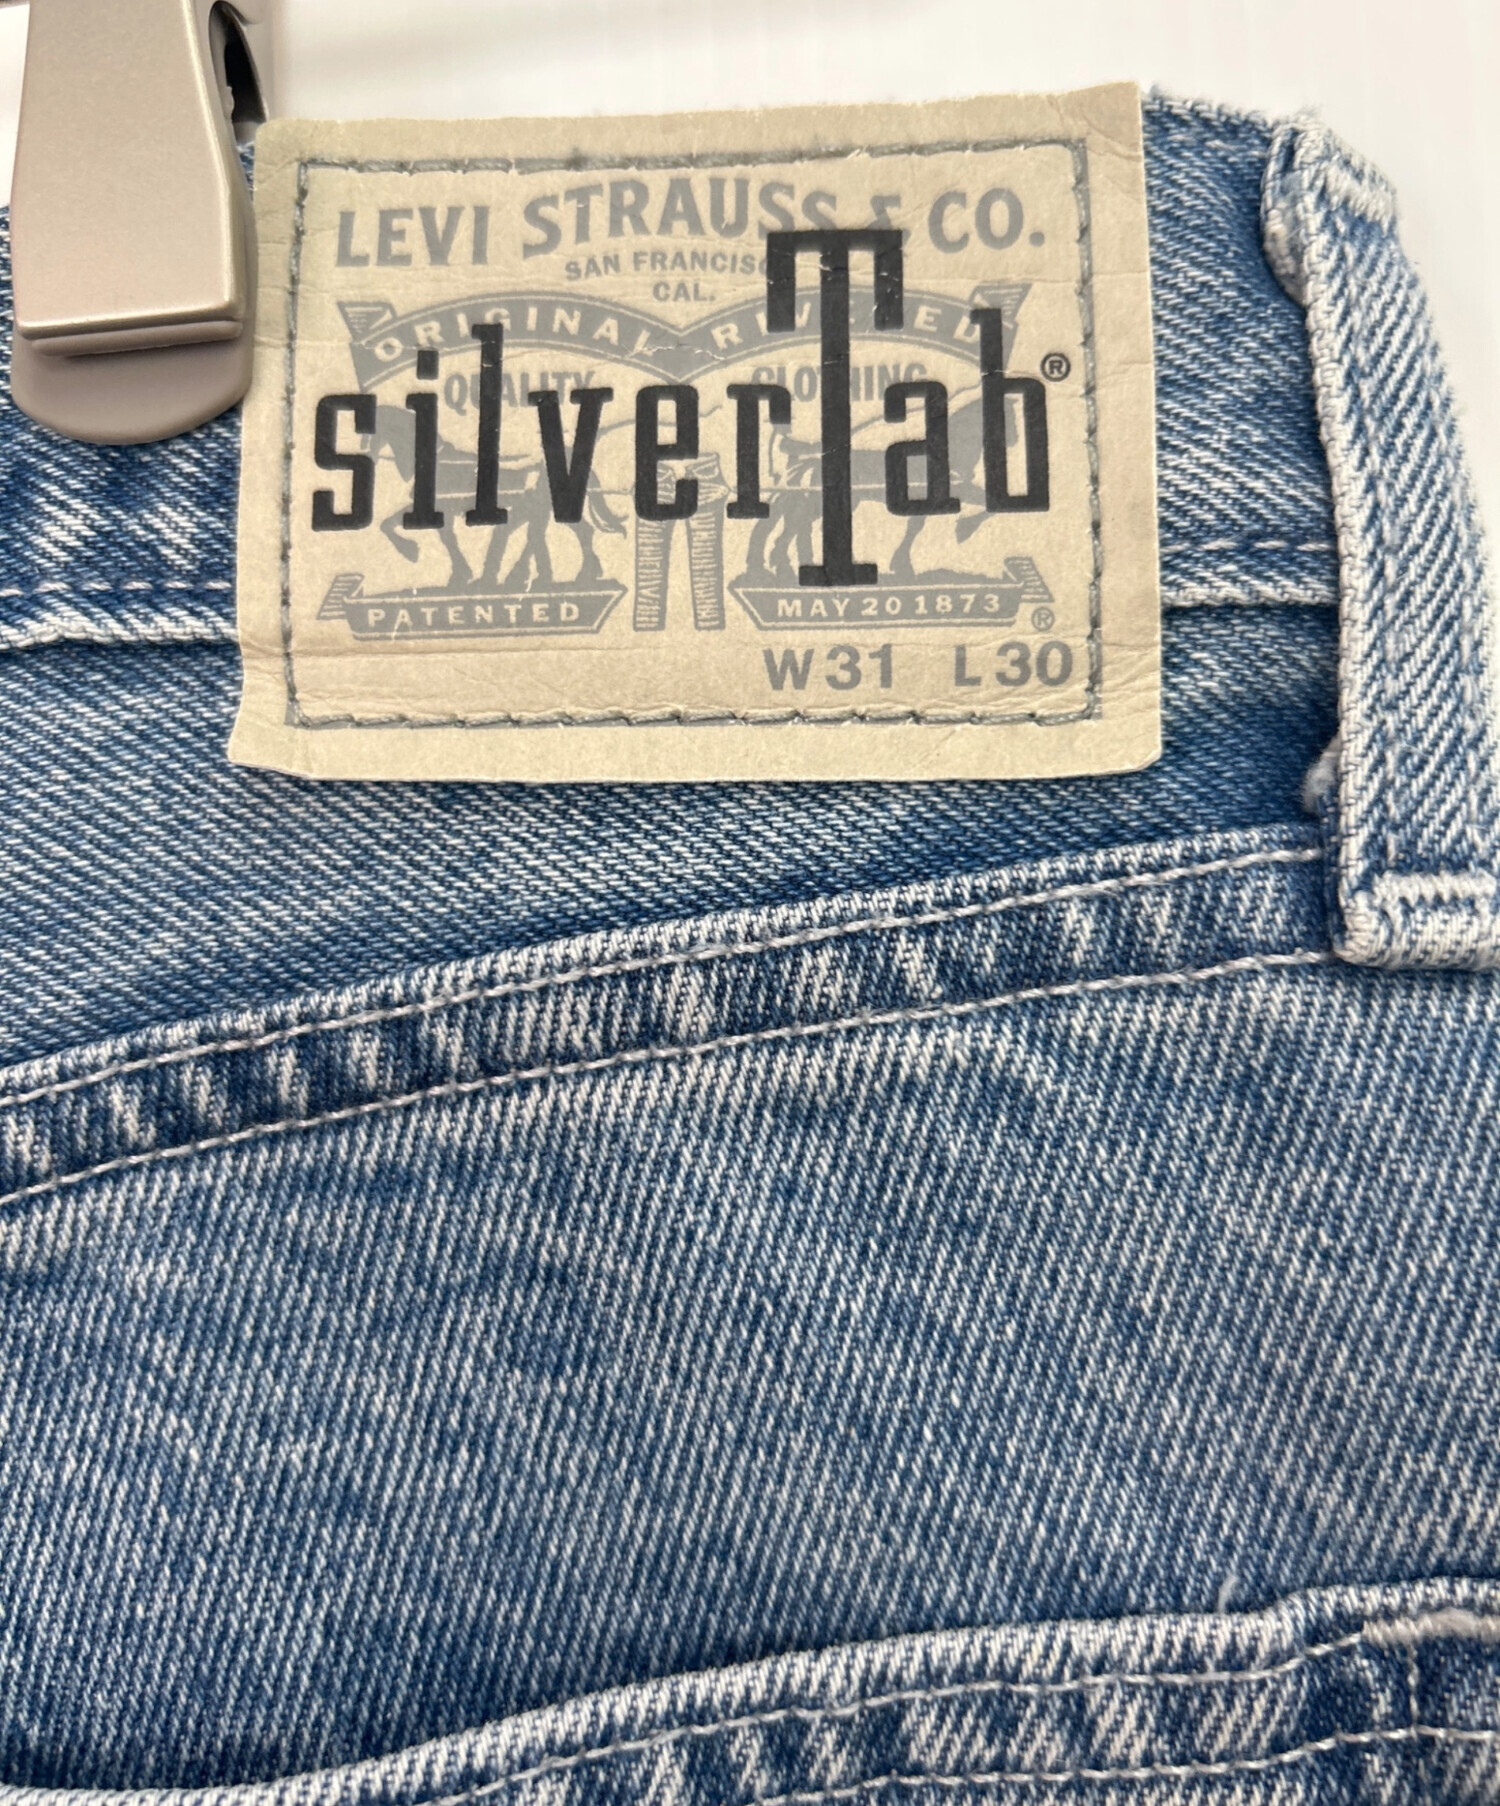 LEVI STRAUSS & CO.
SAN FRANCISCO
CAL.
ORIGINAL RIVETED
QUALITY CLOTHING
silverTab®
PATENTED MAY 20 1873 ®
W31 L30